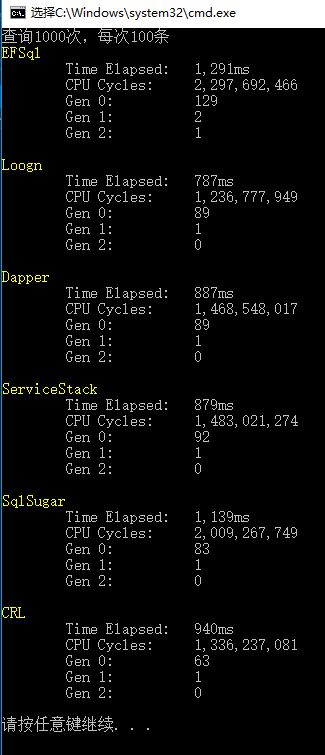 选择C:\Windows\system32\cmd.exe
查询1000次，每次100条
EFSql
Time Elapsed: 1,291ms
CPU Cycles: 2,297,692,466
Gen 0: 129
Gen 1: 2
Gen 2: 1
Loogn
Time Elapsed: 787ms
CPU Cycles: 1,236,777,949
Gen 0: 89
Gen 1: 1
Gen 2: 0
Dapper
Time Elapsed: 887ms
CPU Cycles: 1,468,548,017
Gen 0: 89
Gen 1: 1
Gen 2: 0
ServiceStack
Time Elapsed: 879ms
CPU Cycles: 1,483,021,274
Gen 0: 92
Gen 1: 1
Gen 2: 0
SqlSugar
Time Elapsed: 1,139ms
CPU Cycles: 2,009,267,749
Gen 0: 83
Gen 1: 1
Gen 2: 0
CRL
Time Elapsed: 940ms
CPU Cycles: 1,336,237,081
Gen 0: 63
Gen 1: 1
Gen 2: 0
请按任意键继续. . .